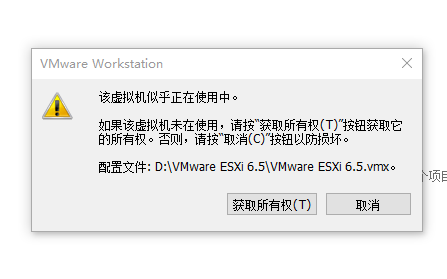 VMware Workstation
该虚拟机似乎正在使用中。
如果该虚拟机未在使用，请按“获取所有权(T)”按钮获取它
的所有权。否则，请按“取消(C)”按钮以防损坏。
配置文件: D:\VMware ESXi 6.5\VMware ESXi 6.5.vmx。
个项目
获取所有权(T)
取消